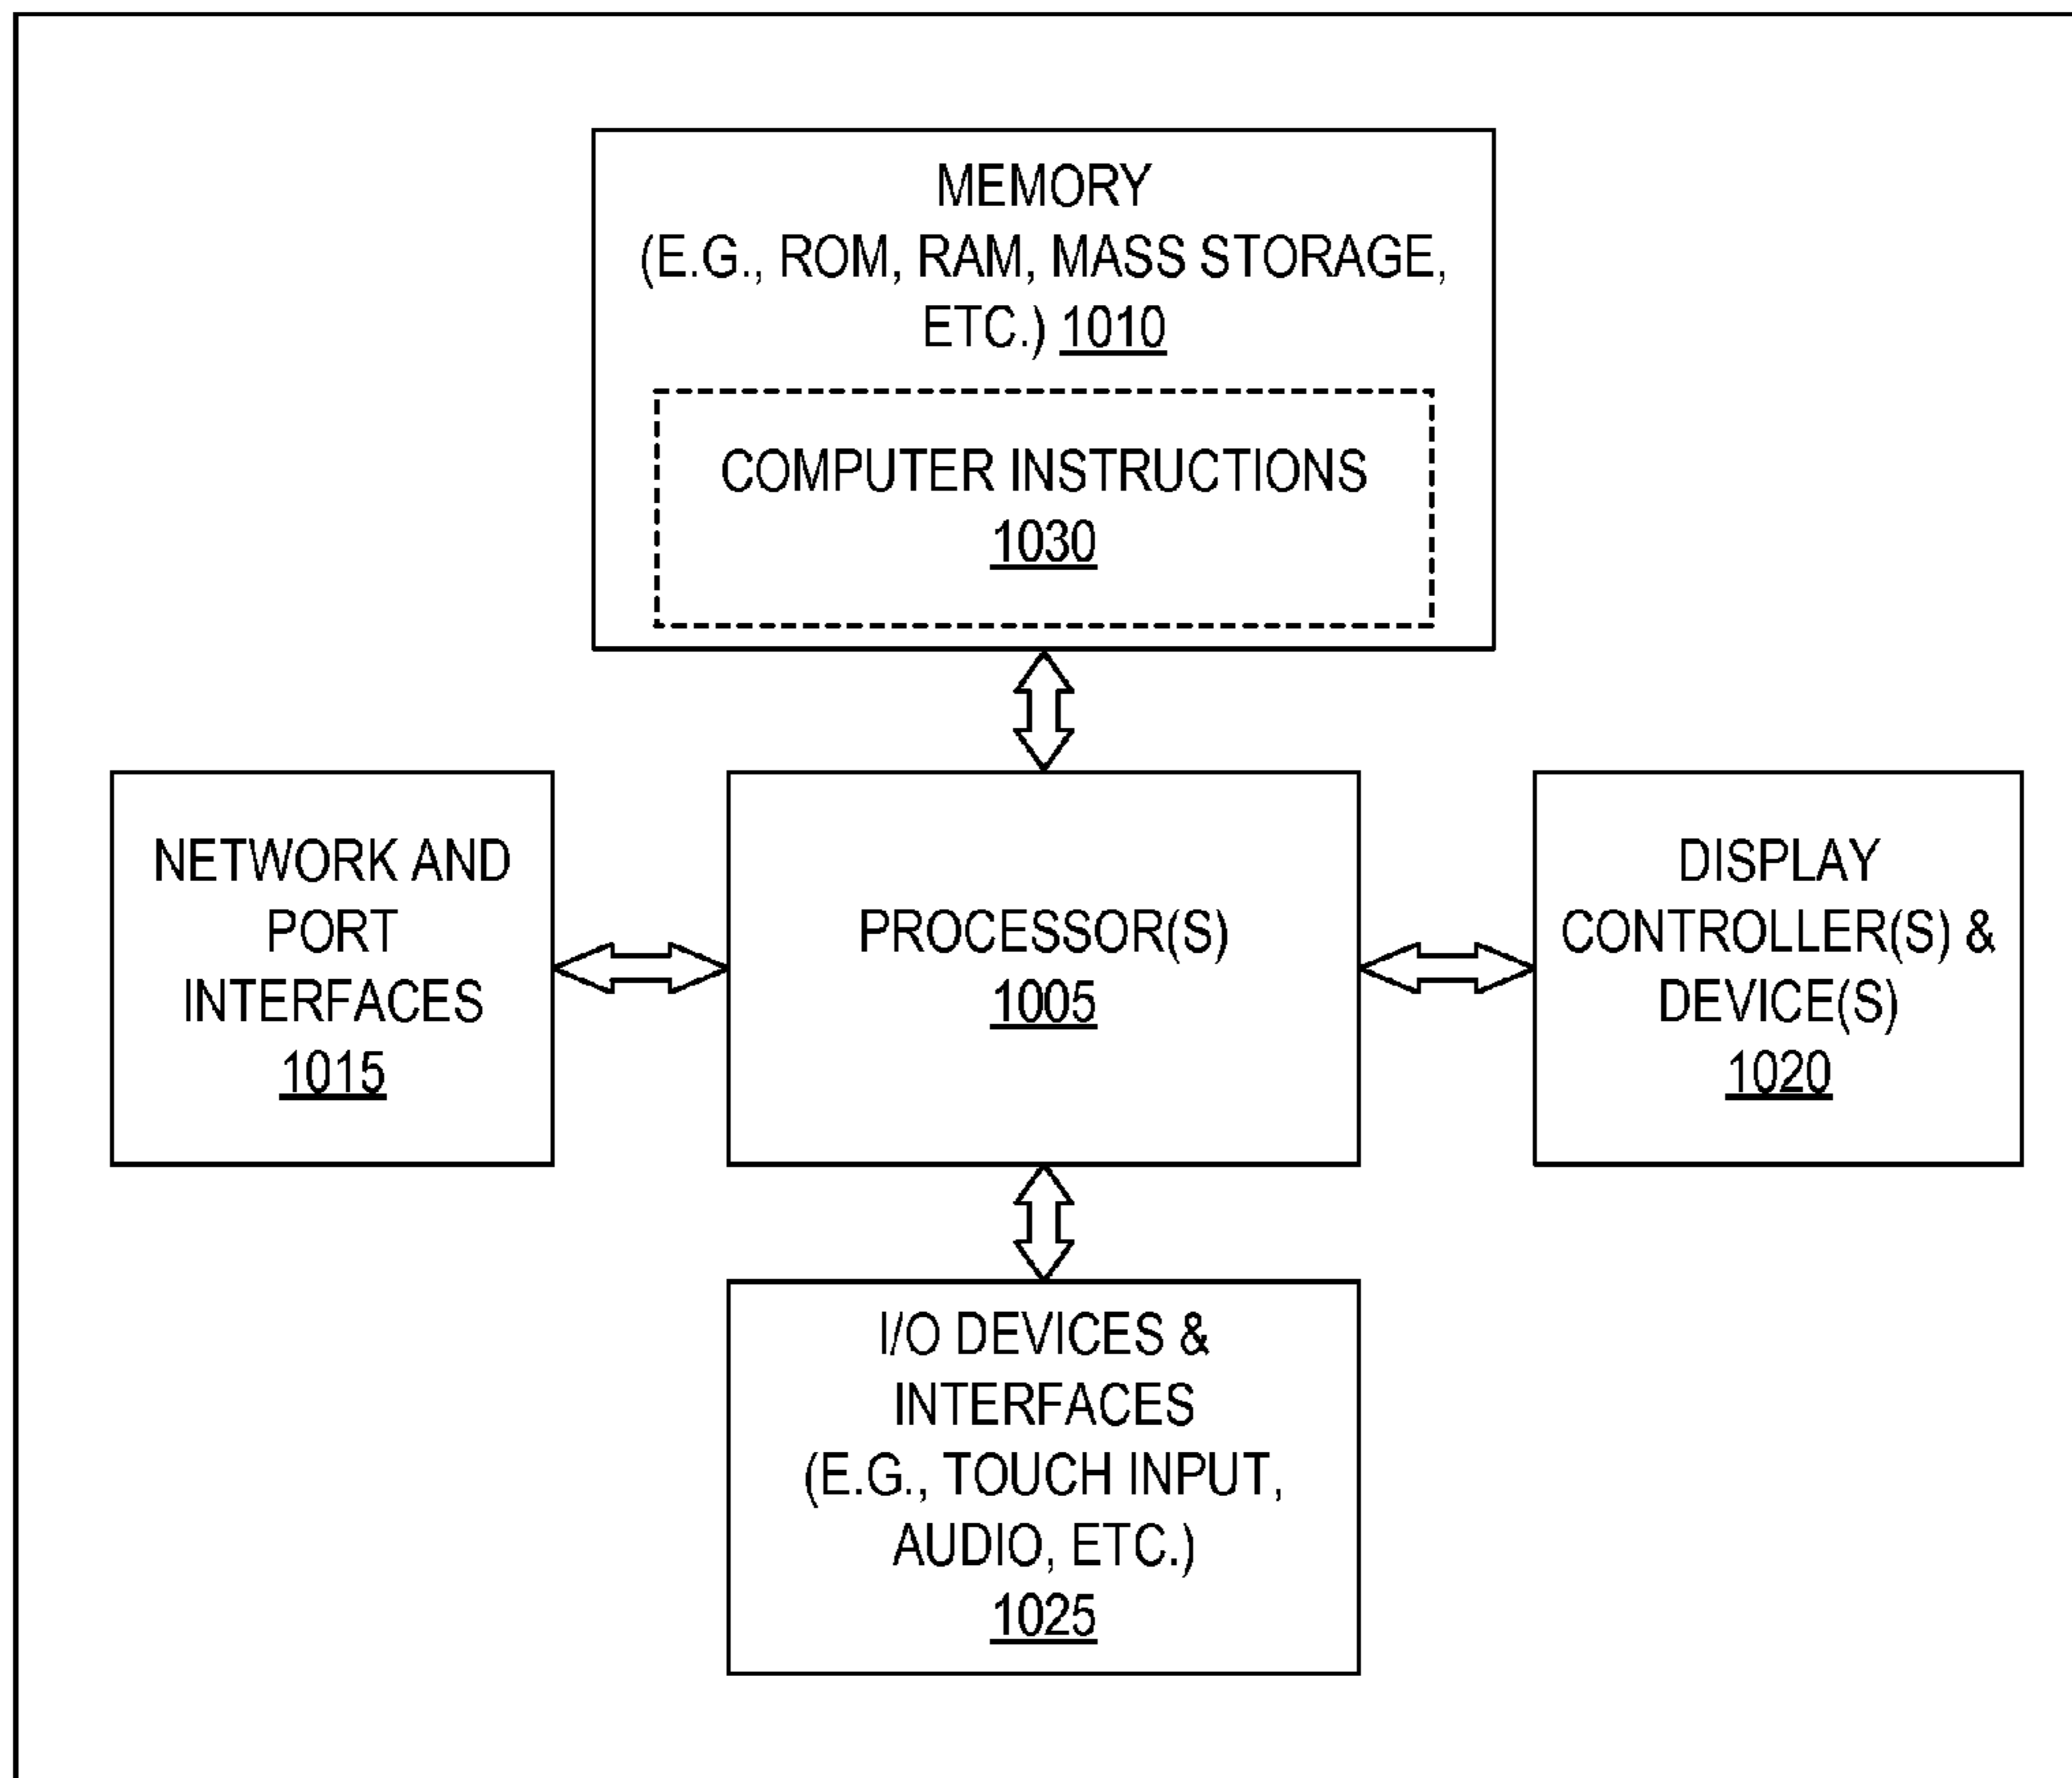 MEMORY
(E.G., ROM, RAM, MASS STORAGE,
ETC.) 1010
COMPUTER INSTRUCTIONS
1030
NETWORK AND
PORT
INTERFACES
1015
PROCESSOR(S)
1005
DISPLAY
CONTROLLER(S) &
DEVICE(S)
1020
I/O DEVICES &
INTERFACES
(E.G., TOUCH INPUT,
AUDIO, ETC.)
1025